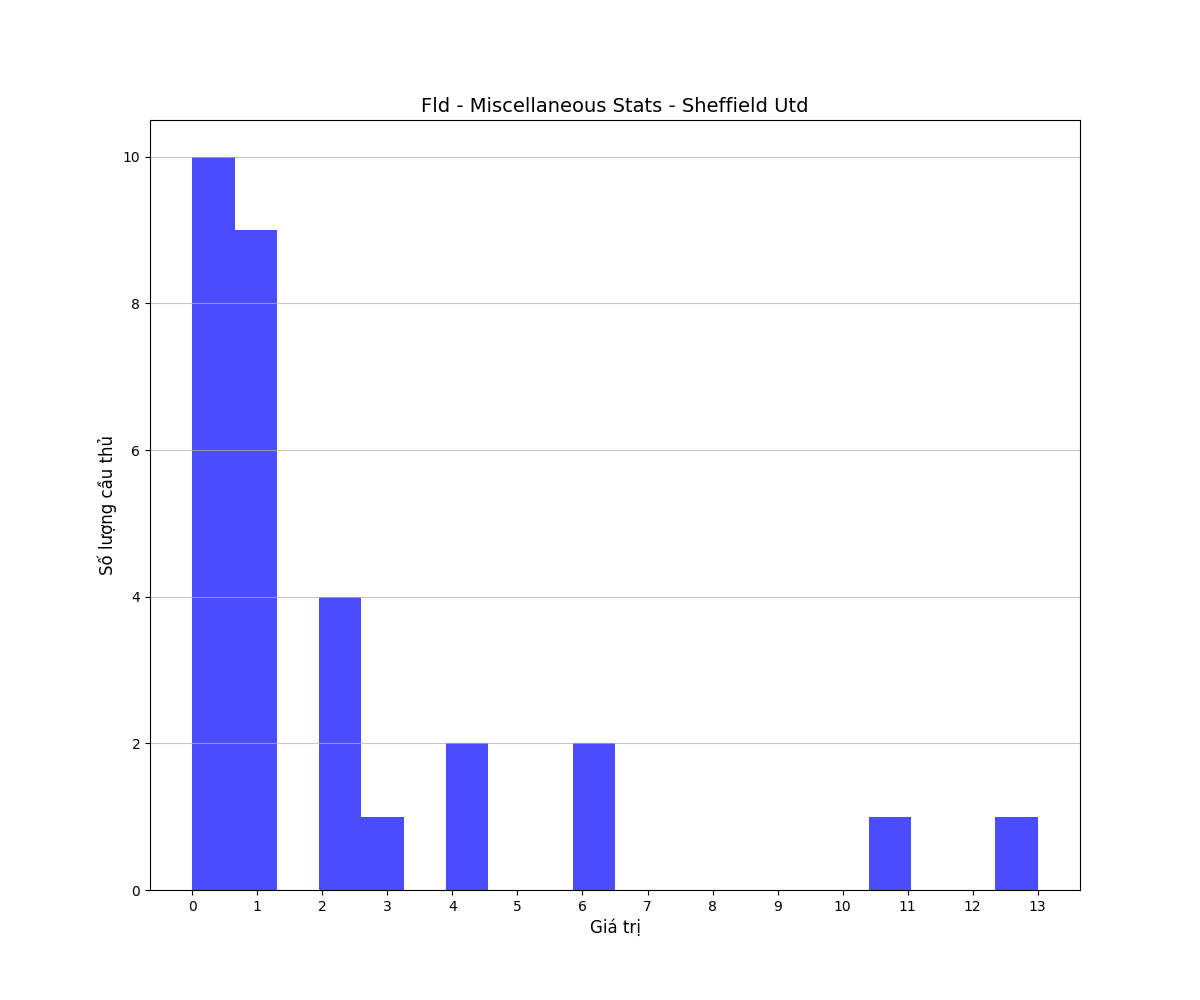 Fld - Miscellaneous Stats - Sheffield Utd
10
8
6
4
2
0
Số lượng cầu thủ
0 1 2 3 4 5 6 7 8 9 10 11 12 13
Giá trị